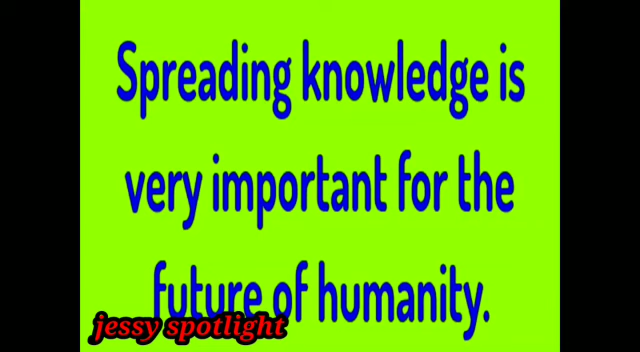 Spreading knowledge is
very important for the
future of humanity.
jessy spotlight